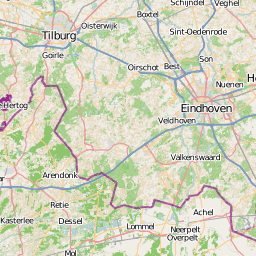 Schijndel
Boxtel
Veghel
Oisterwijk
Tilburg
Sint-Oedenrode
Goirle
Son
Oirschot
Best
Nuenen
Hertog
Eindhoven
Veldhoven
Valkenswaard
Arendonk
Retie
Achel
Kasterlee
Dessel
Lommel
Neerpelt
Overpelt
Mol